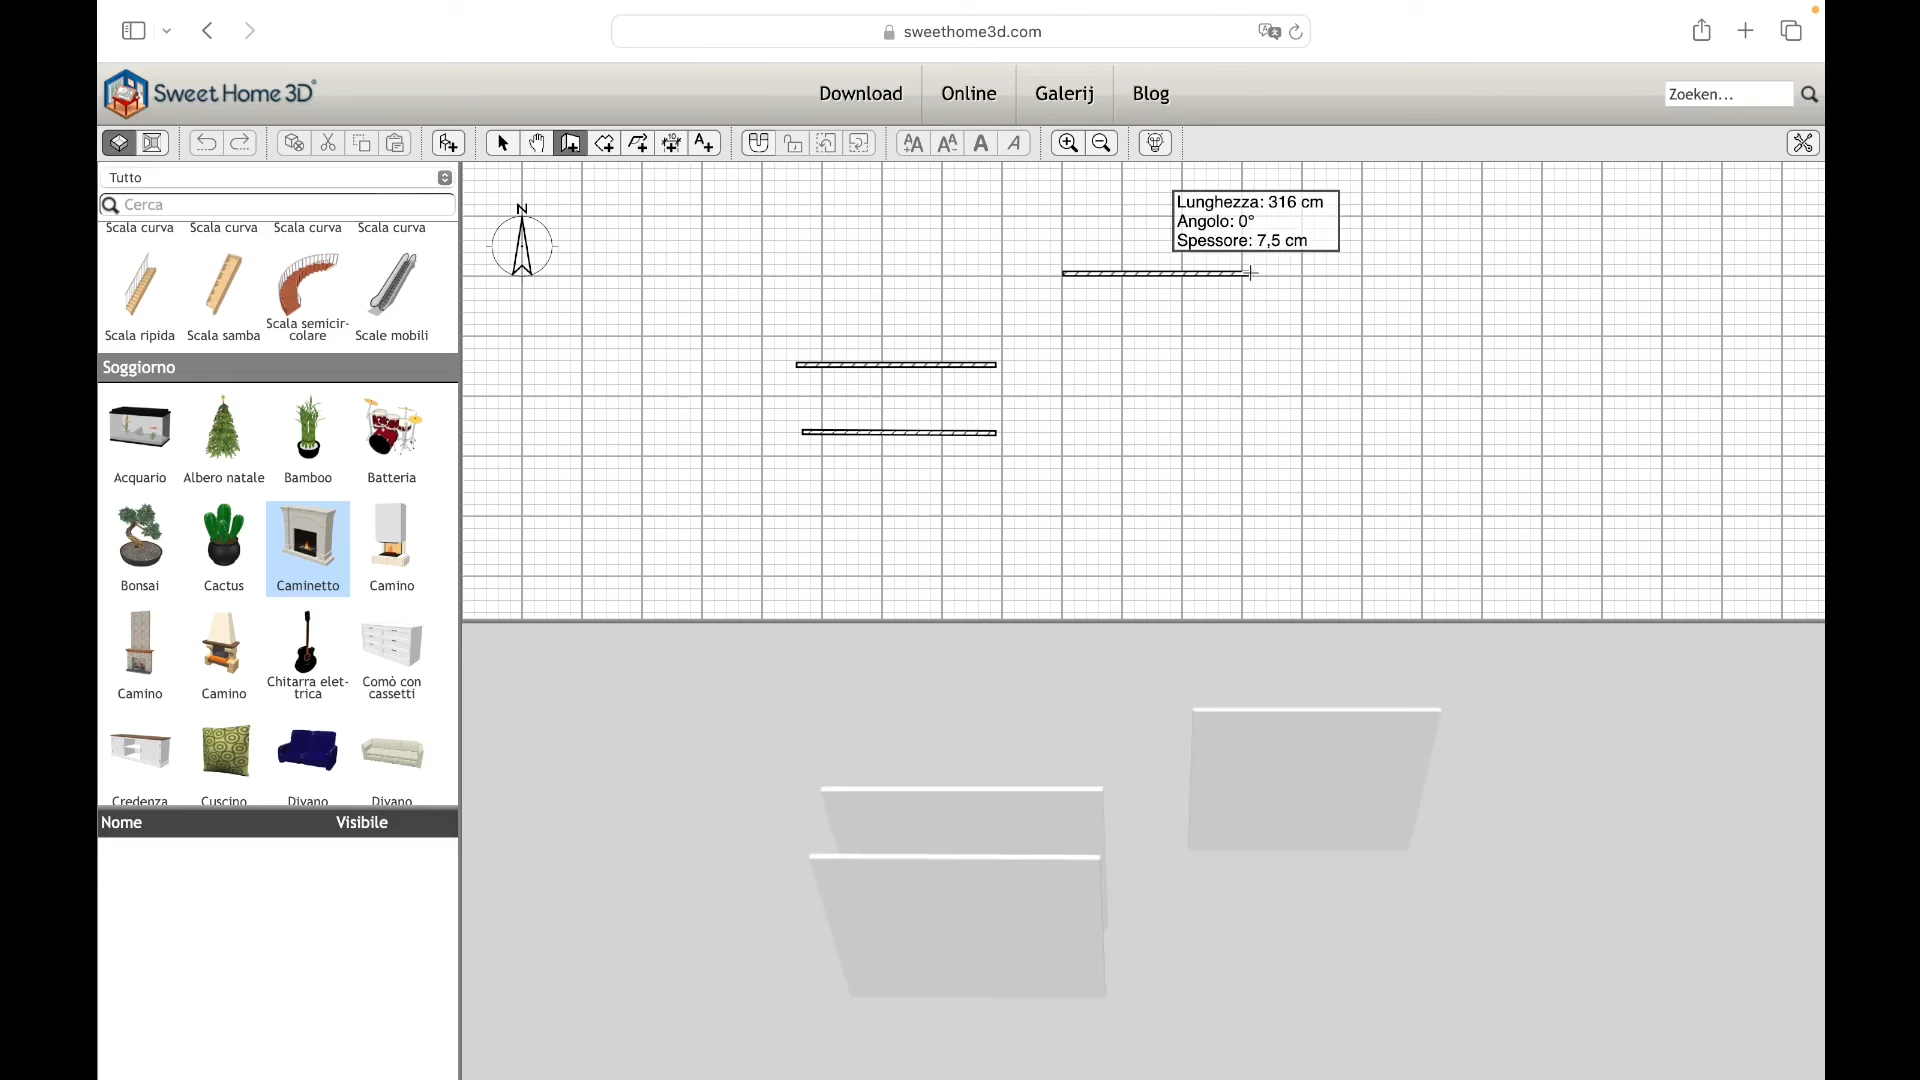 sweethome3d.com
Sweet Home 3D®
Download
Online
Galerij
Blog
Zoeken...
Tutto
Cerca
Scala curva
Scala curva
Scala curva
Scala curva
Scala ripida
Scala samba
Scala semicir-
colare
Scale mobili
Soggiorno
Acquario
Albero natale
Bamboo
Batteria
Bonsai
Cactus
Caminetto
Camino
Camino
Camino
Chitarra elet-
trica
Comò con
cassetti
Credenza
Cuscino
Divano
Divano
Nome
Visibile
N
Lunghezza: 316 cm
Angolo: 0°
Spessore: 7,5 cm